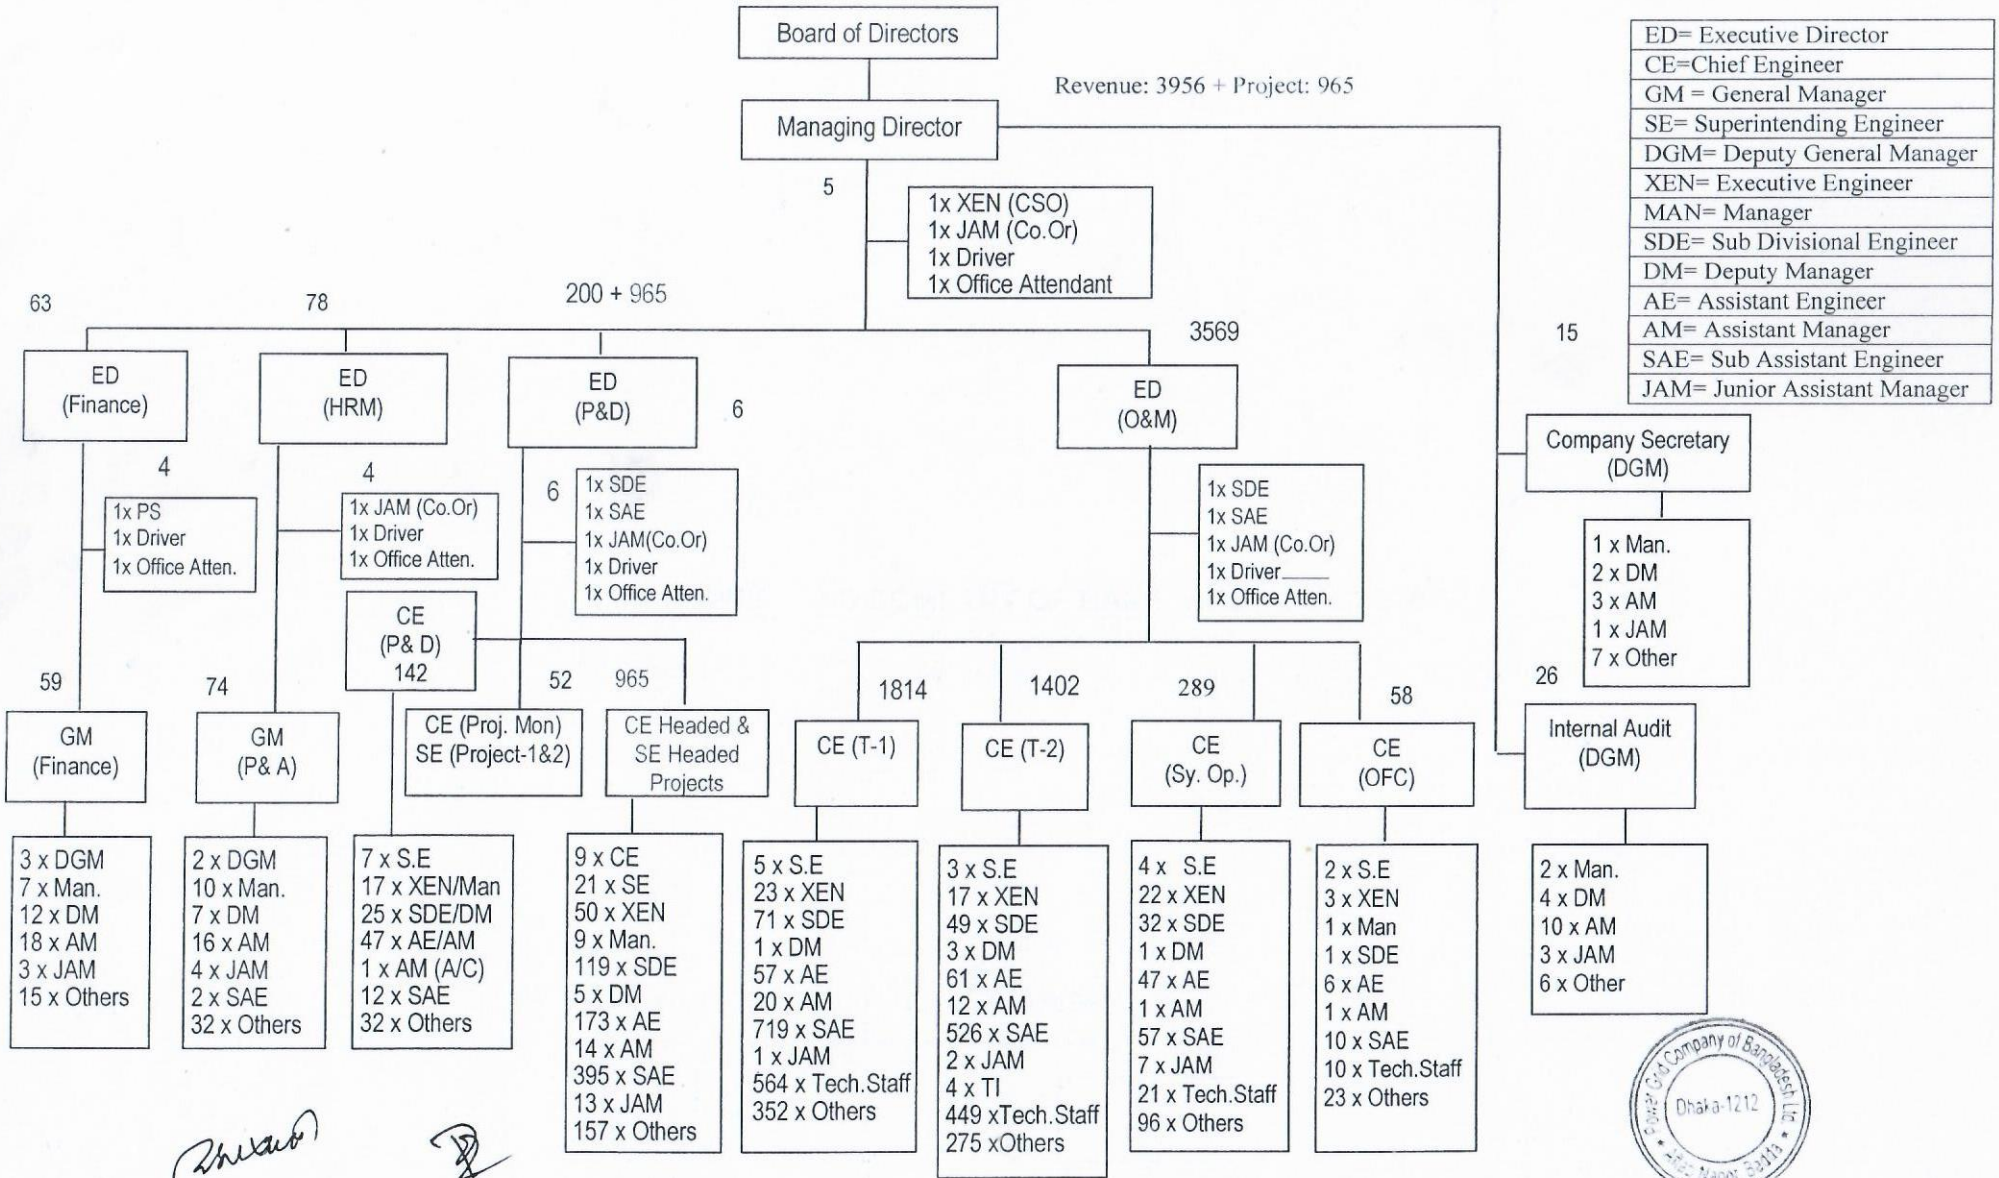 Board of Directors
Revenue: 3956 + Project: 965
Managing Director
ED= Executive Director
CE=Chief Engineer
GM = General Manager
SE= Superintending Engineer
DGM= Deputy General Manager
XEN= Executive Engineer
MAN= Manager
SDE= Sub Divisional Engineer
DM= Deputy Manager
AE= Assistant Engineer
AM= Assistant Manager
SAE= Sub Assistant Engineer
JAM= Junior Assistant Manager
5
1x XEN (CSO)
1x JAM (Co.Or)
1x Driver
1x Office Attendant
63
78
200 + 965
3569
15
ED
(Finance)
ED
(HRM)
ED
(P&D)
6
ED
(O&M)
Company Secretary
(DGM)
4
1x PS
1x Driver
1x Office Atten.
4
1x JAM (Co.Or)
1x Driver
1x Office Atten.
6
1x SDE
1x SAE
1x JAM(Co.Or)
1x Driver
1x Office Atten.
1x SDE
1x SAE
1x JAM (Co.Or)
1x Driver
1x Office Atten.
1 x Man.
2 x DM
3 x AM
1 x JAM
7 x Other
CE
(P& D)
142
59
74
52
965
1814
1402
289
58
26
GM
(Finance)
GM
(P& A)
CE (Proj. Mon)
SE (Project-1&2)
CE Headed &
SE Headed
Projects
CE (T-1)
CE (T-2)
CE
(Sy. Op.)
CE
(OFC)
Internal Audit
(DGM)
3 x DGM
7 x Man.
12 x DM
18 x AM
3 x JAM
15 x Others
2 x DGM
10 x Man.
7 x DM
16 x AM
4 x JAM
2 x SAE
32 x Others
7 x S.E
17 x XEN/Man
25 x SDE/DM
47 x AE/AM
1 x AM (A/C)
12 x SAE
32 x Others
9 x CE
21 x SE
50 x XEN
9 x Man.
119 x SDE
5 x DM
173 x AE
14 x AM
395 x SAE
13 x JAM
157 x Others
5 x S.E
23 x XEN
71 x SDE
1 x DM
57 x AE
20 x AM
719 x SAE
1 x JAM
564 x Tech.Staff
352 x Others
3 x S.E
17 x XEN
49 x SDE
3 x DM
61 x AE
12 x AM
526 x SAE
2 x JAM
4 x TI
449 xTech.Staff
275 xOthers
4 x S.E
22 x XEN
32 x SDE
1 x DM
47 x AE
1 x AM
57 x SAE
7 x JAM
21 x Tech.Staff
96 x Others
2 x S.E
3 x XEN
1 x Man
1 x SDE
6 x AE
1 x AM
10 x SAE
10 x Tech.Staff
23 x Others
2 x Man.
4 x DM
10 x AM
3 x JAM
6 x Other
Power Grid Company of Bangladesh Ltd.
Dhaka-1212
Aftab Nagor, Badda